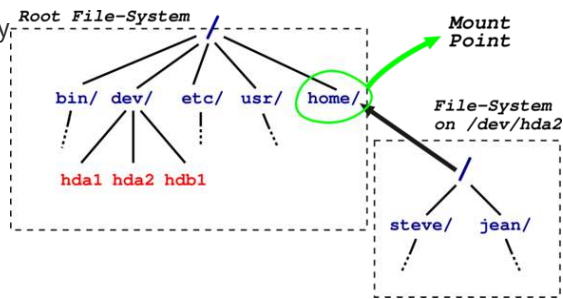 Root File-System
y
/
Mount
Point
bin/ dev/ etc/ usr/ home/
File-System
on /dev/hda2
hda1 hda2 hdb1
/
steve/ jean/